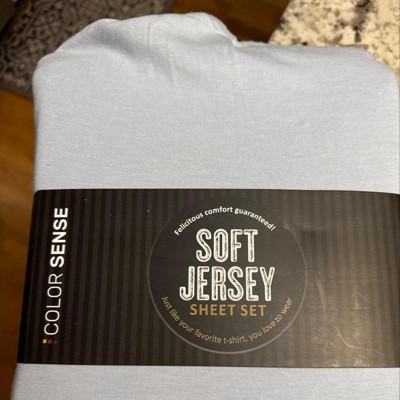 COLOR SENSE
Felicitous comfort guaranteed!
SOFT
JERSEY
SHEET SET
Just like your favorite t-shirt, you love to wear